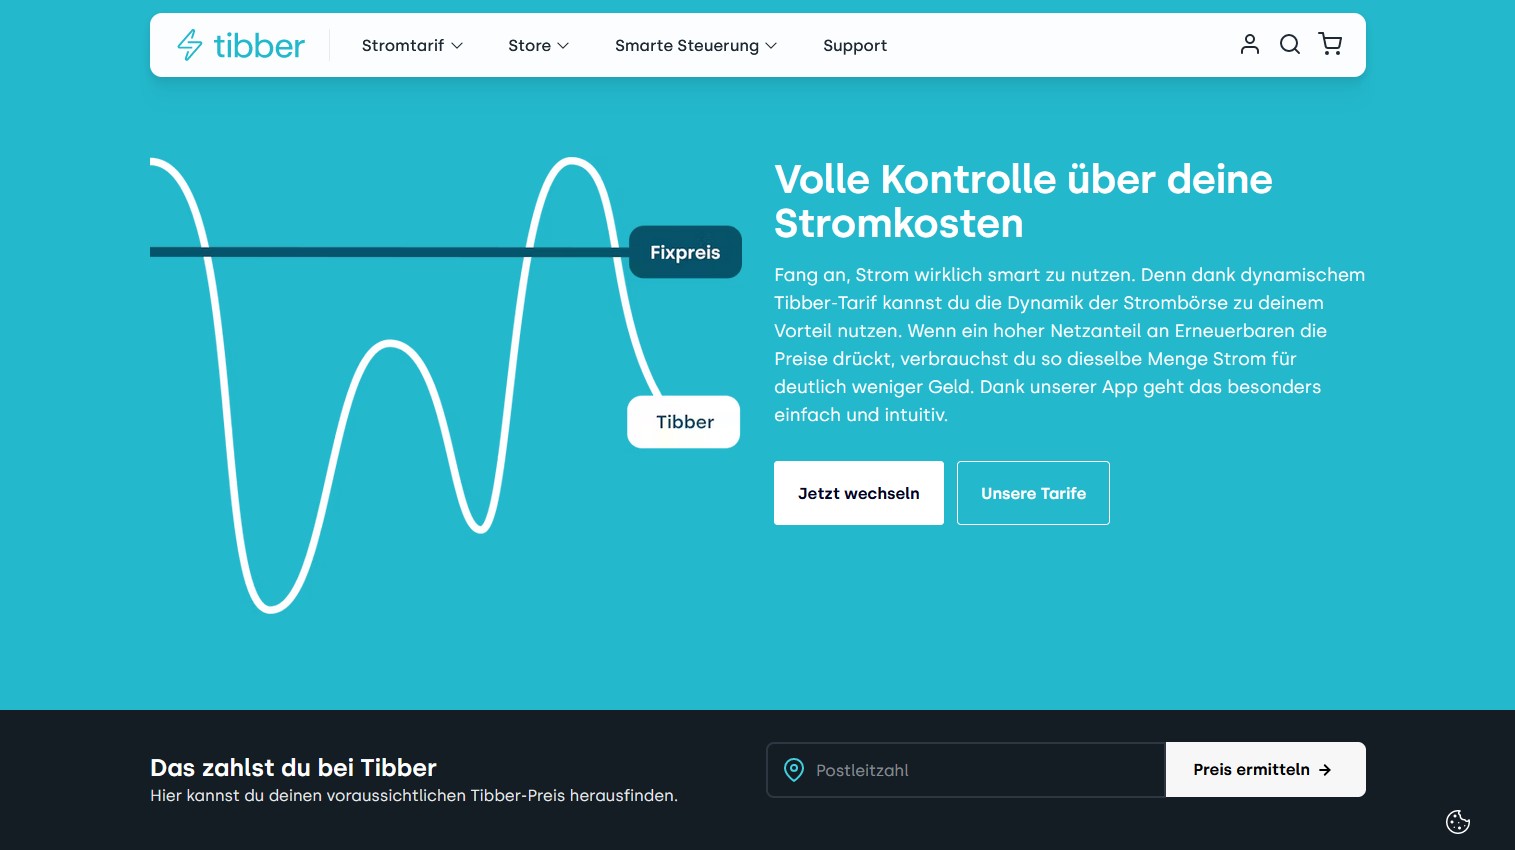 tibber
Stromtarif
Store
Smarte Steuerung
Support
Fixpreis
Tibber
Volle Kontrolle über deine
Stromkosten
Fang an, Strom wirklich smart zu nutzen. Denn dank dynamischem
Tibber-Tarif kannst du die Dynamik der Strombörse zu deinem
Vorteil nutzen. Wenn ein hoher Netzanteil an Erneuerbaren die
Preise drückt, verbrauchst du so dieselbe Menge Strom für
deutlich weniger Geld. Dank unserer App geht das besonders
einfach und intuitiv.
Jetzt wechseln
Unsere Tarife
Das zahlst du bei Tibber
Hier kannst du deinen voraussichtlichen Tibber-Preis herausfinden.
Postleitzahl
Preis ermitteln →